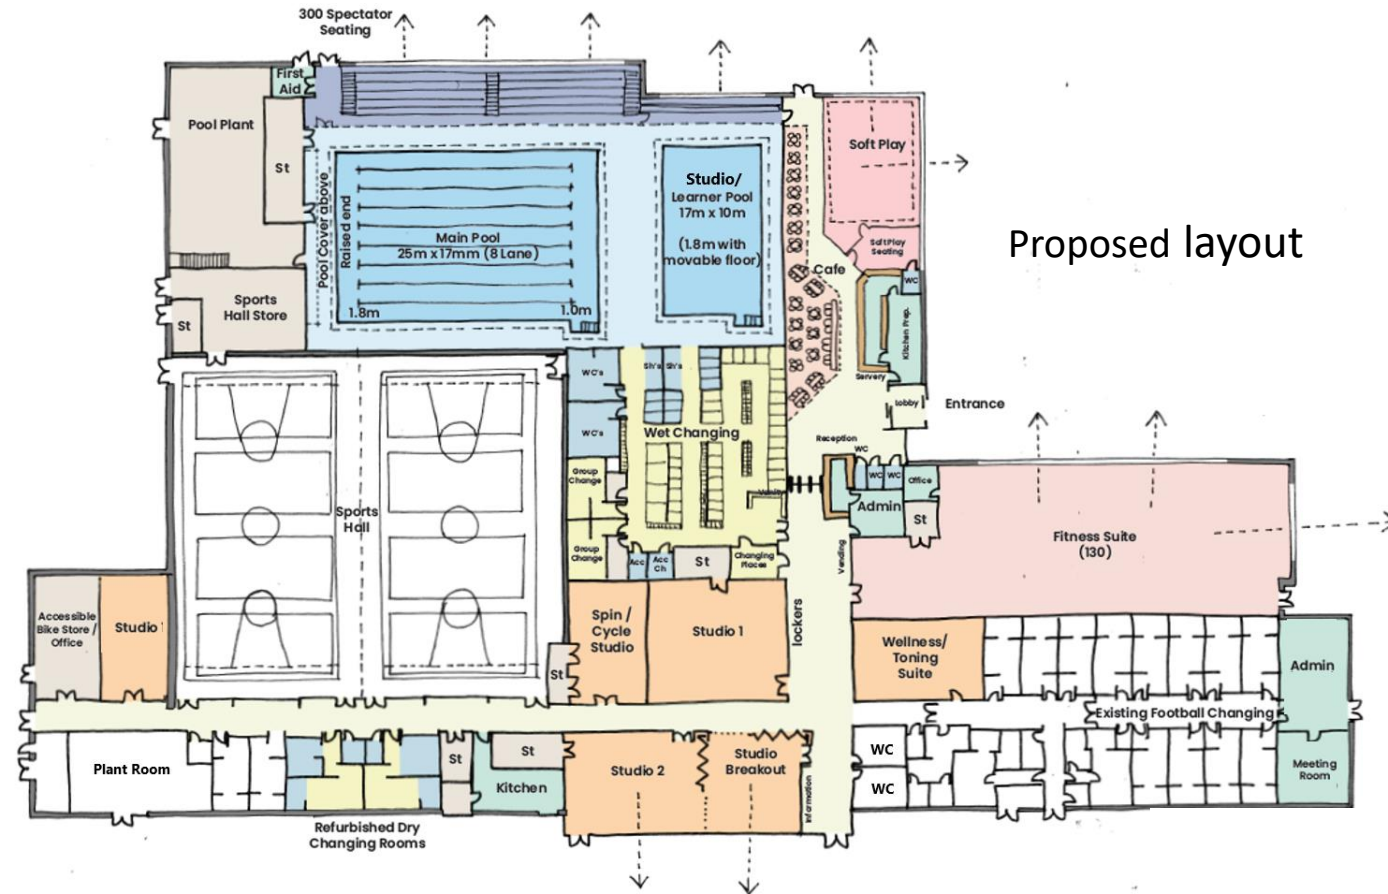 300 Spectator
Seating
First
Aid
Pool Plant
St
Pool Cover above
Raised end
Main Pool
25m x 17mm (8 Lane)
1.8m
1.0m
Studio/
Learner Pool
17m x 10m
(1.8m with
movable floor)
Soft Play
Soft Play
Seating
Cafe
WC
Kitchen Prep.
Servery
Lobby
Entrance
Proposed layout
Sports
Hall Store
St
WC's
Sh's
Sh's
WC's
Wet Changing
Group
Change
Vanity
Group
Change
Acc
Acc
Ch
St
Changing
Places
Reception
WC
WC
WC
Office
Admin
St
Vending
Fitness Suite
(130)
Sports
Hall
Accessible
Bike Store /
Office
Studio
St
Spin /
Cycle
Studio
Studio 1
lockers
Wellness/
Toning
Suite
Existing Football Changing
Admin
Meeting
Room
Plant Room
St
St
Kitchen
Studio 2
Studio
Breakout
Information
WC
WC
Refurbished Dry
Changing Rooms